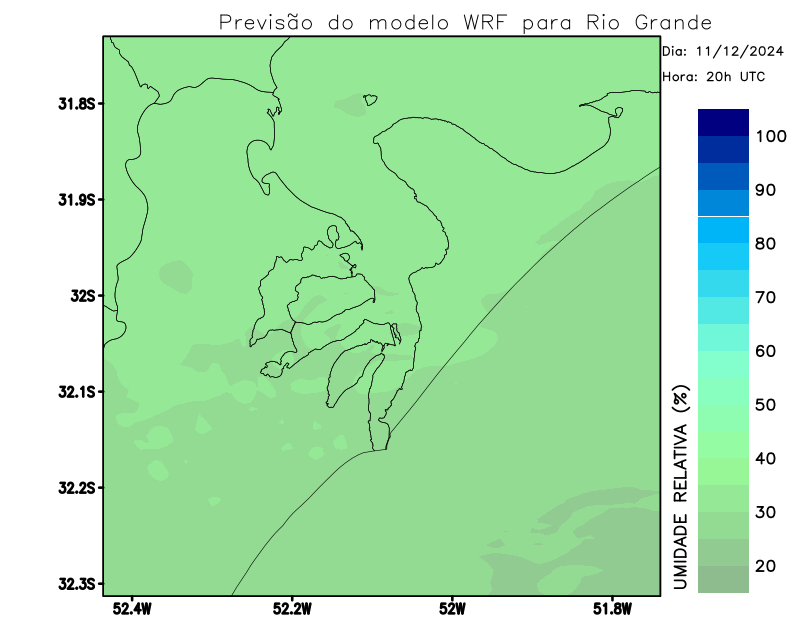 Previsão do modelo WRF para Rio Grande
Dia: 11/12/2024
Hora: 20h UTC
31.8S
31.9S
32S
32.1S
32.2S
32.3S
52.4W
52.2W
52W
51.8W
UMIDADE RELATIVA (%)
100
90
80
70
60
50
40
30
20